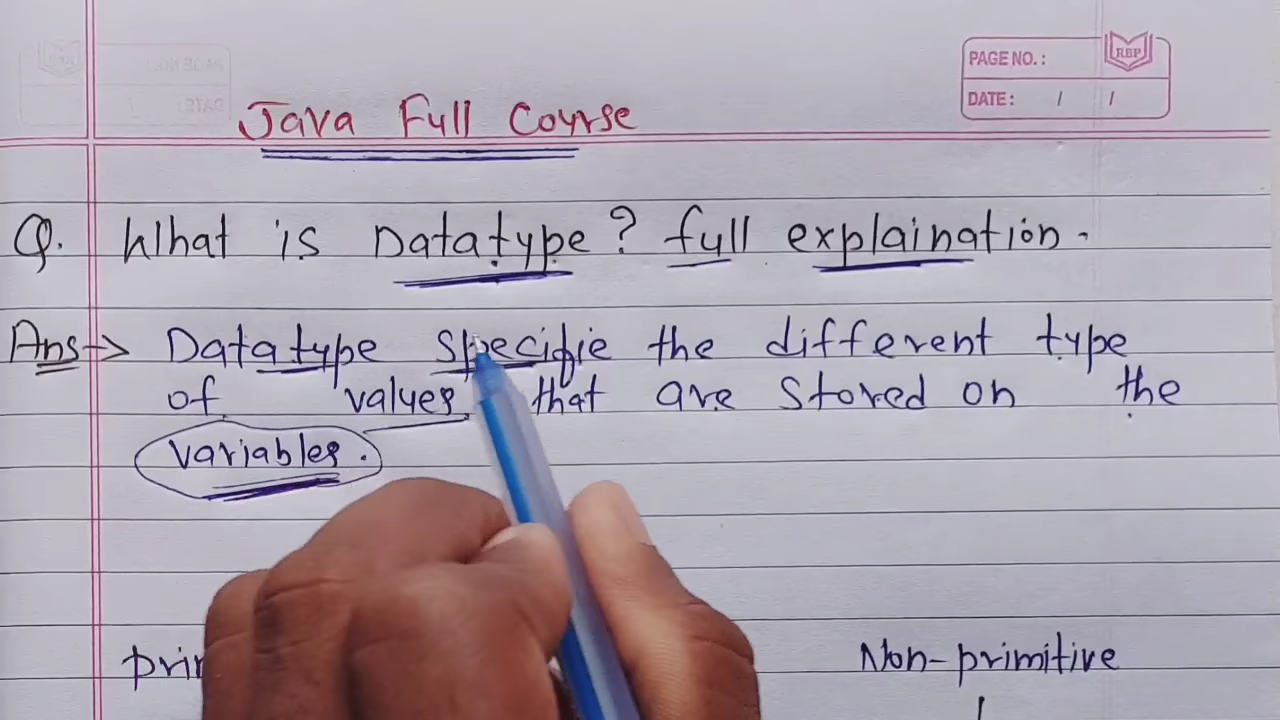 PAGE NO. :
RBP
DATE: / /
Java Full Course
Q. What is Datatype? full explaination.
Ans→ Datatype specifie the different type
of values that are stored on the
variables.
Non-primitive